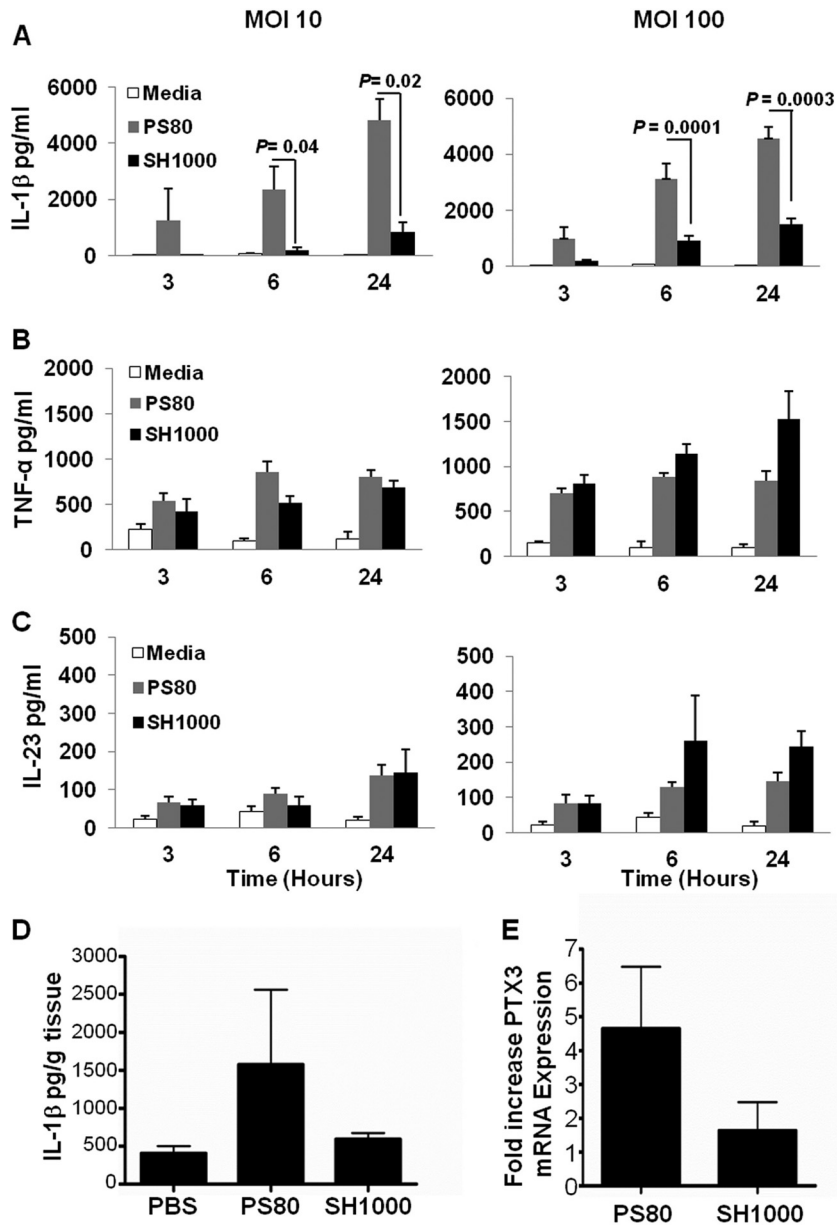 MOI 10
MOI 100
A
IL-1β pg/ml
6000
4000
2000
0
Media
PS80
SH1000
P= 0.04
P= 0.02
3
6
24
6000
4000
2000
0
P= 0.0001
P= 0.0003
3
6
24
B
TNF-α pg/ml
2000
1500
1000
500
0
Media
PS80
SH1000
3
6
24
2000
1500
1000
500
0
3
6
24
C
IL-23 pg/ml
500
400
300
200
100
0
Media
PS80
SH1000
3
6
24
Time (Hours)
500
400
300
200
100
0
3
6
24
Time (Hours)
D
IL-1β pg/g tissue
3000
2500
2000
1500
1000
500
0
PBS
PS80
SH1000
E
Fold increase PTX3
mRNA Expression
7
6
5
4
3
2
1
0
PS80
SH1000